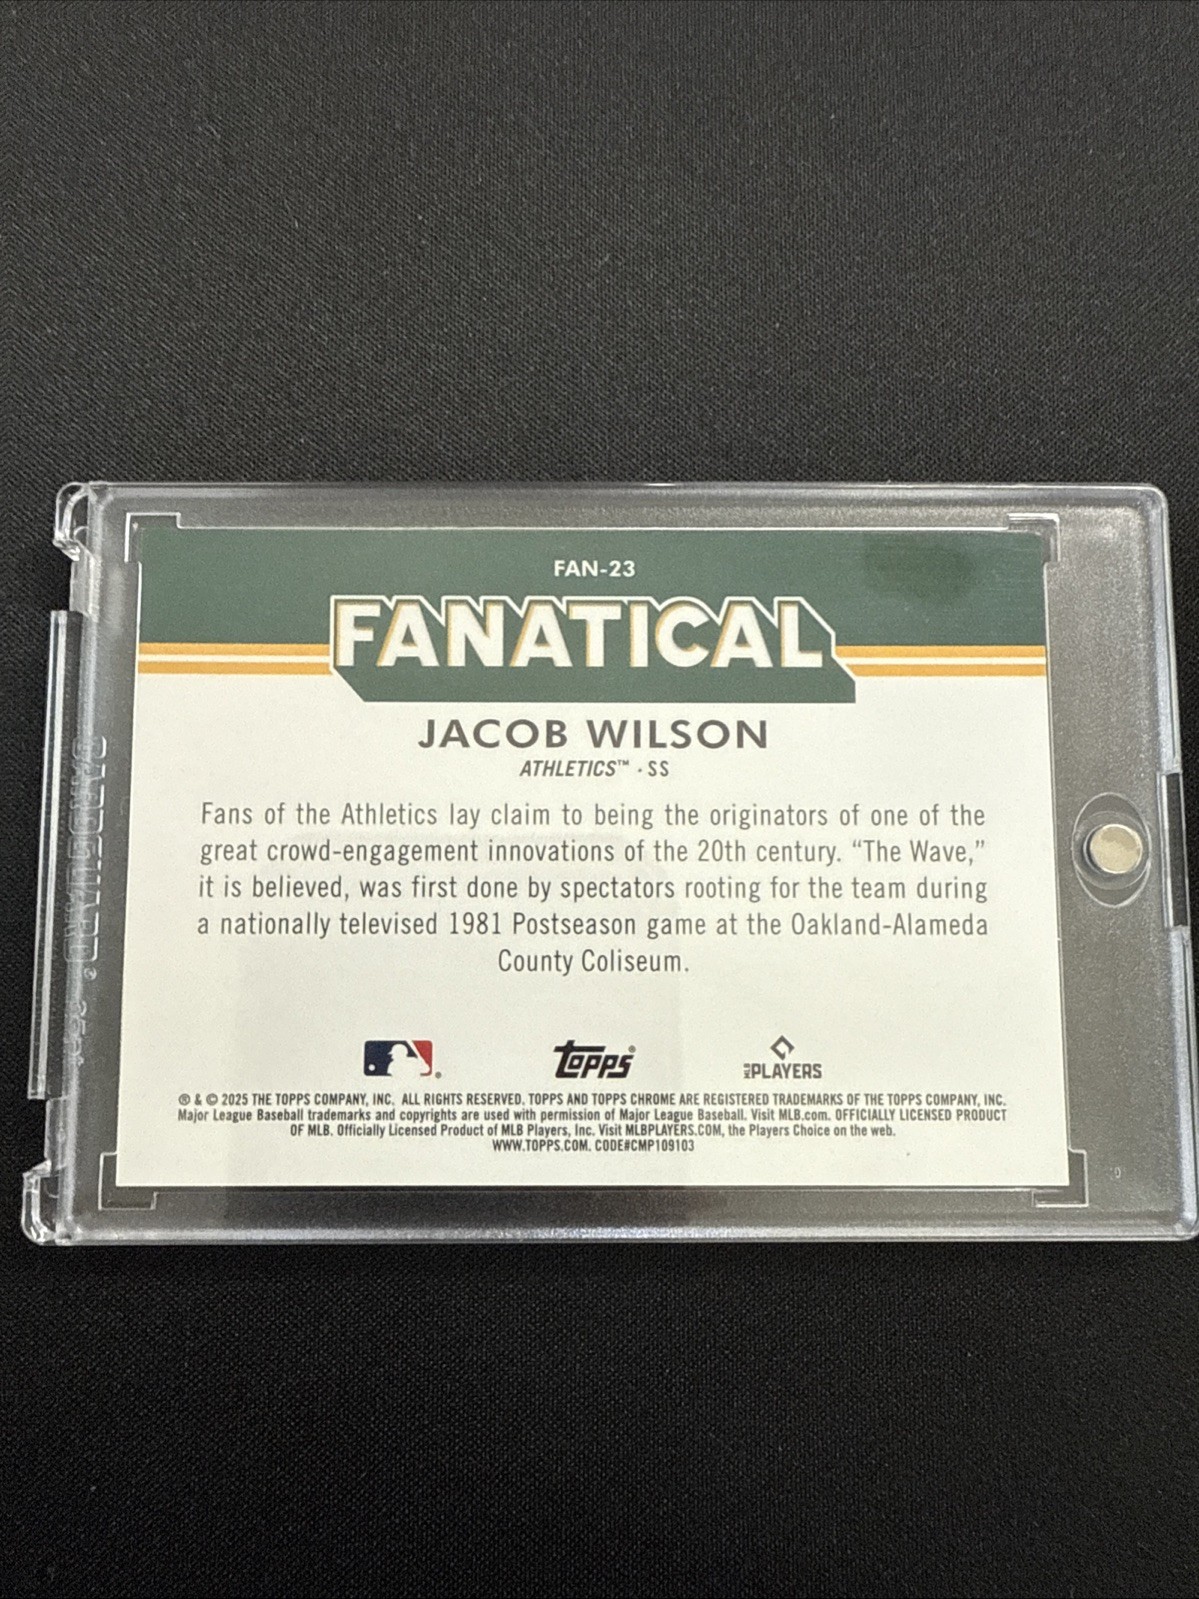 FAN-23
FANATICAL
JACOB WILSON
ATHLETICS™ · SS
Fans of the Athletics lay claim to being the originators of one of the
great crowd-engagement innovations of the 20th century. “The Wave,”
it is believed, was first done by spectators rooting for the team during
a nationally televised 1981 Postseason game at the Oakland-Alameda
County Coliseum.
Topps®
MLB PLAYERS
® & © 2025 THE TOPPS COMPANY, INC. ALL RIGHTS RESERVED. TOPPS AND TOPPS CHROME ARE REGISTERED TRADEMARKS OF THE TOPPS COMPANY, INC.
Major League Baseball trademarks and copyrights are used with permission of Major League Baseball. Visit MLB.com. OFFICIALLY LICENSED PRODUCT
OF MLB. Officially Licensed Product of MLB Players, Inc. Visit MLBPLAYERS.COM, the Players Choice on the web.
WWW.TOPPS.COM. CODE#CMP109103